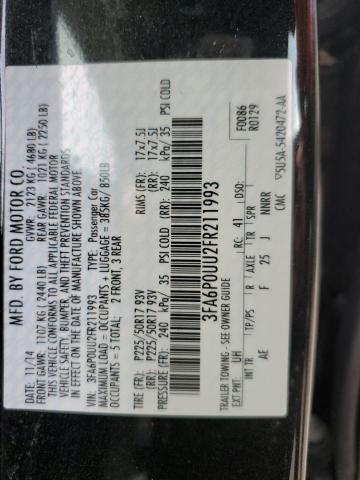 MFD. BY FORD MOTOR CO.
11/14 GVWR: 2123 KG (4680 LB)
FRONT GAWR: 1107 KG (2440 LB) REAR GAWR: 1021 KG (2250 LB)
THIS VEHICLE CONFORMS TO ALL APPLICABLE FEDERAL MOTOR
VEHICLE SAFETY, BUMPER, AND THEFT PREVENTION STANDARDS
IN EFFECT ON THE DATE OF MANUFACTURE SHOWN ABOVE.
VIN: 3FA6P0UU2FR211993 TYPE: Passenger Car
MAXIMUM LOAD = OCCUPANTS + LUGGAGE = 385KG/ 850LB
OCCUPANTS = 5 TOTAL: 2 FRONT, 3 REAR
TIRE (FR): P225/50R17 93V RIMS (FR): 17x7.5J
(RR): P225/50R17 93V (RR): 17x7.5J
PRESSURE (FR): 240 kPa/ 35 PSI COLD (RR): 240 kPa/ 35 PSI COLD
3FA6P0UU2FR211993
TRAILER TOWING - SEE OWNER GUIDE F0086
R0129
EXT PNT: UH RC: 41 DSO:
TP/PS R AXLE TR SPR
AE F 25 J NNRR
CMC ▽5U5A-5420472-AA